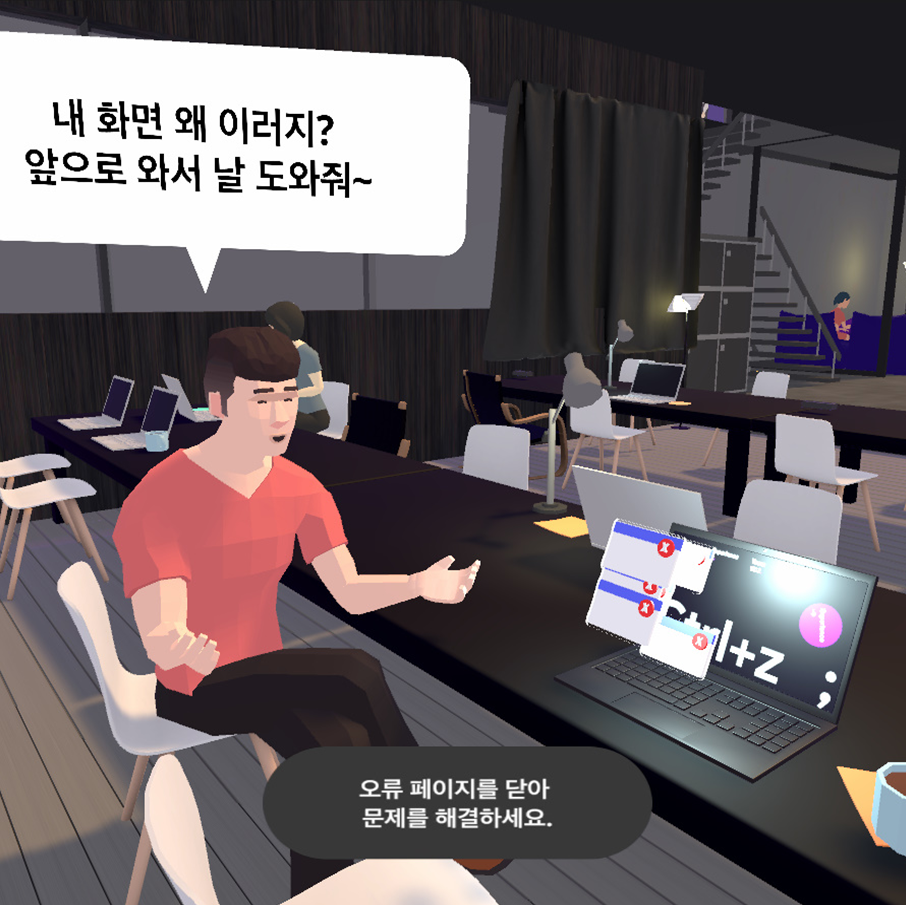 내 화면 왜 이러지?
앞으로 와서 날 도와줘~
Ctrl+Z
오류 페이지를 닫아
문제를 해결하세요.